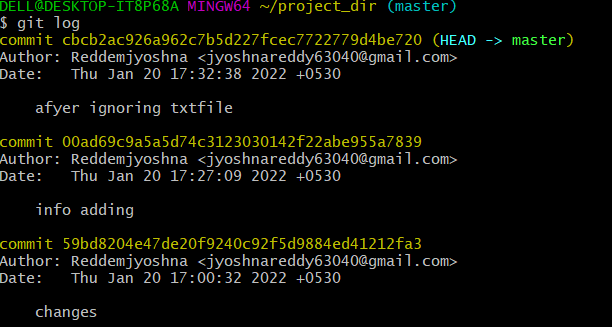 DELL@DESKTOP-IT8P68A MINGW64 ~/project_dir (master)
$ git log
commit cbcb2ac926a962c7b5d227fcec7722779d4be720 (HEAD -> master)
Author: Reddemjyoshna <jyoshnareddy63040@gmail.com>
Date:   Thu Jan 20 17:32:38 2022 +0530
    afyer ignoring txtfile
commit 00ad69c9a5a5d74c3123030142f22abe955a7839
Author: Reddemjyoshna <jyoshnareddy63040@gmail.com>
Date:   Thu Jan 20 17:27:09 2022 +0530
    info adding
commit 59bd8204e47de20f9240c92f5d9884ed41212fa3
Author: Reddemjyoshna <jyoshnareddy63040@gmail.com>
Date:   Thu Jan 20 17:00:32 2022 +0530
    changes